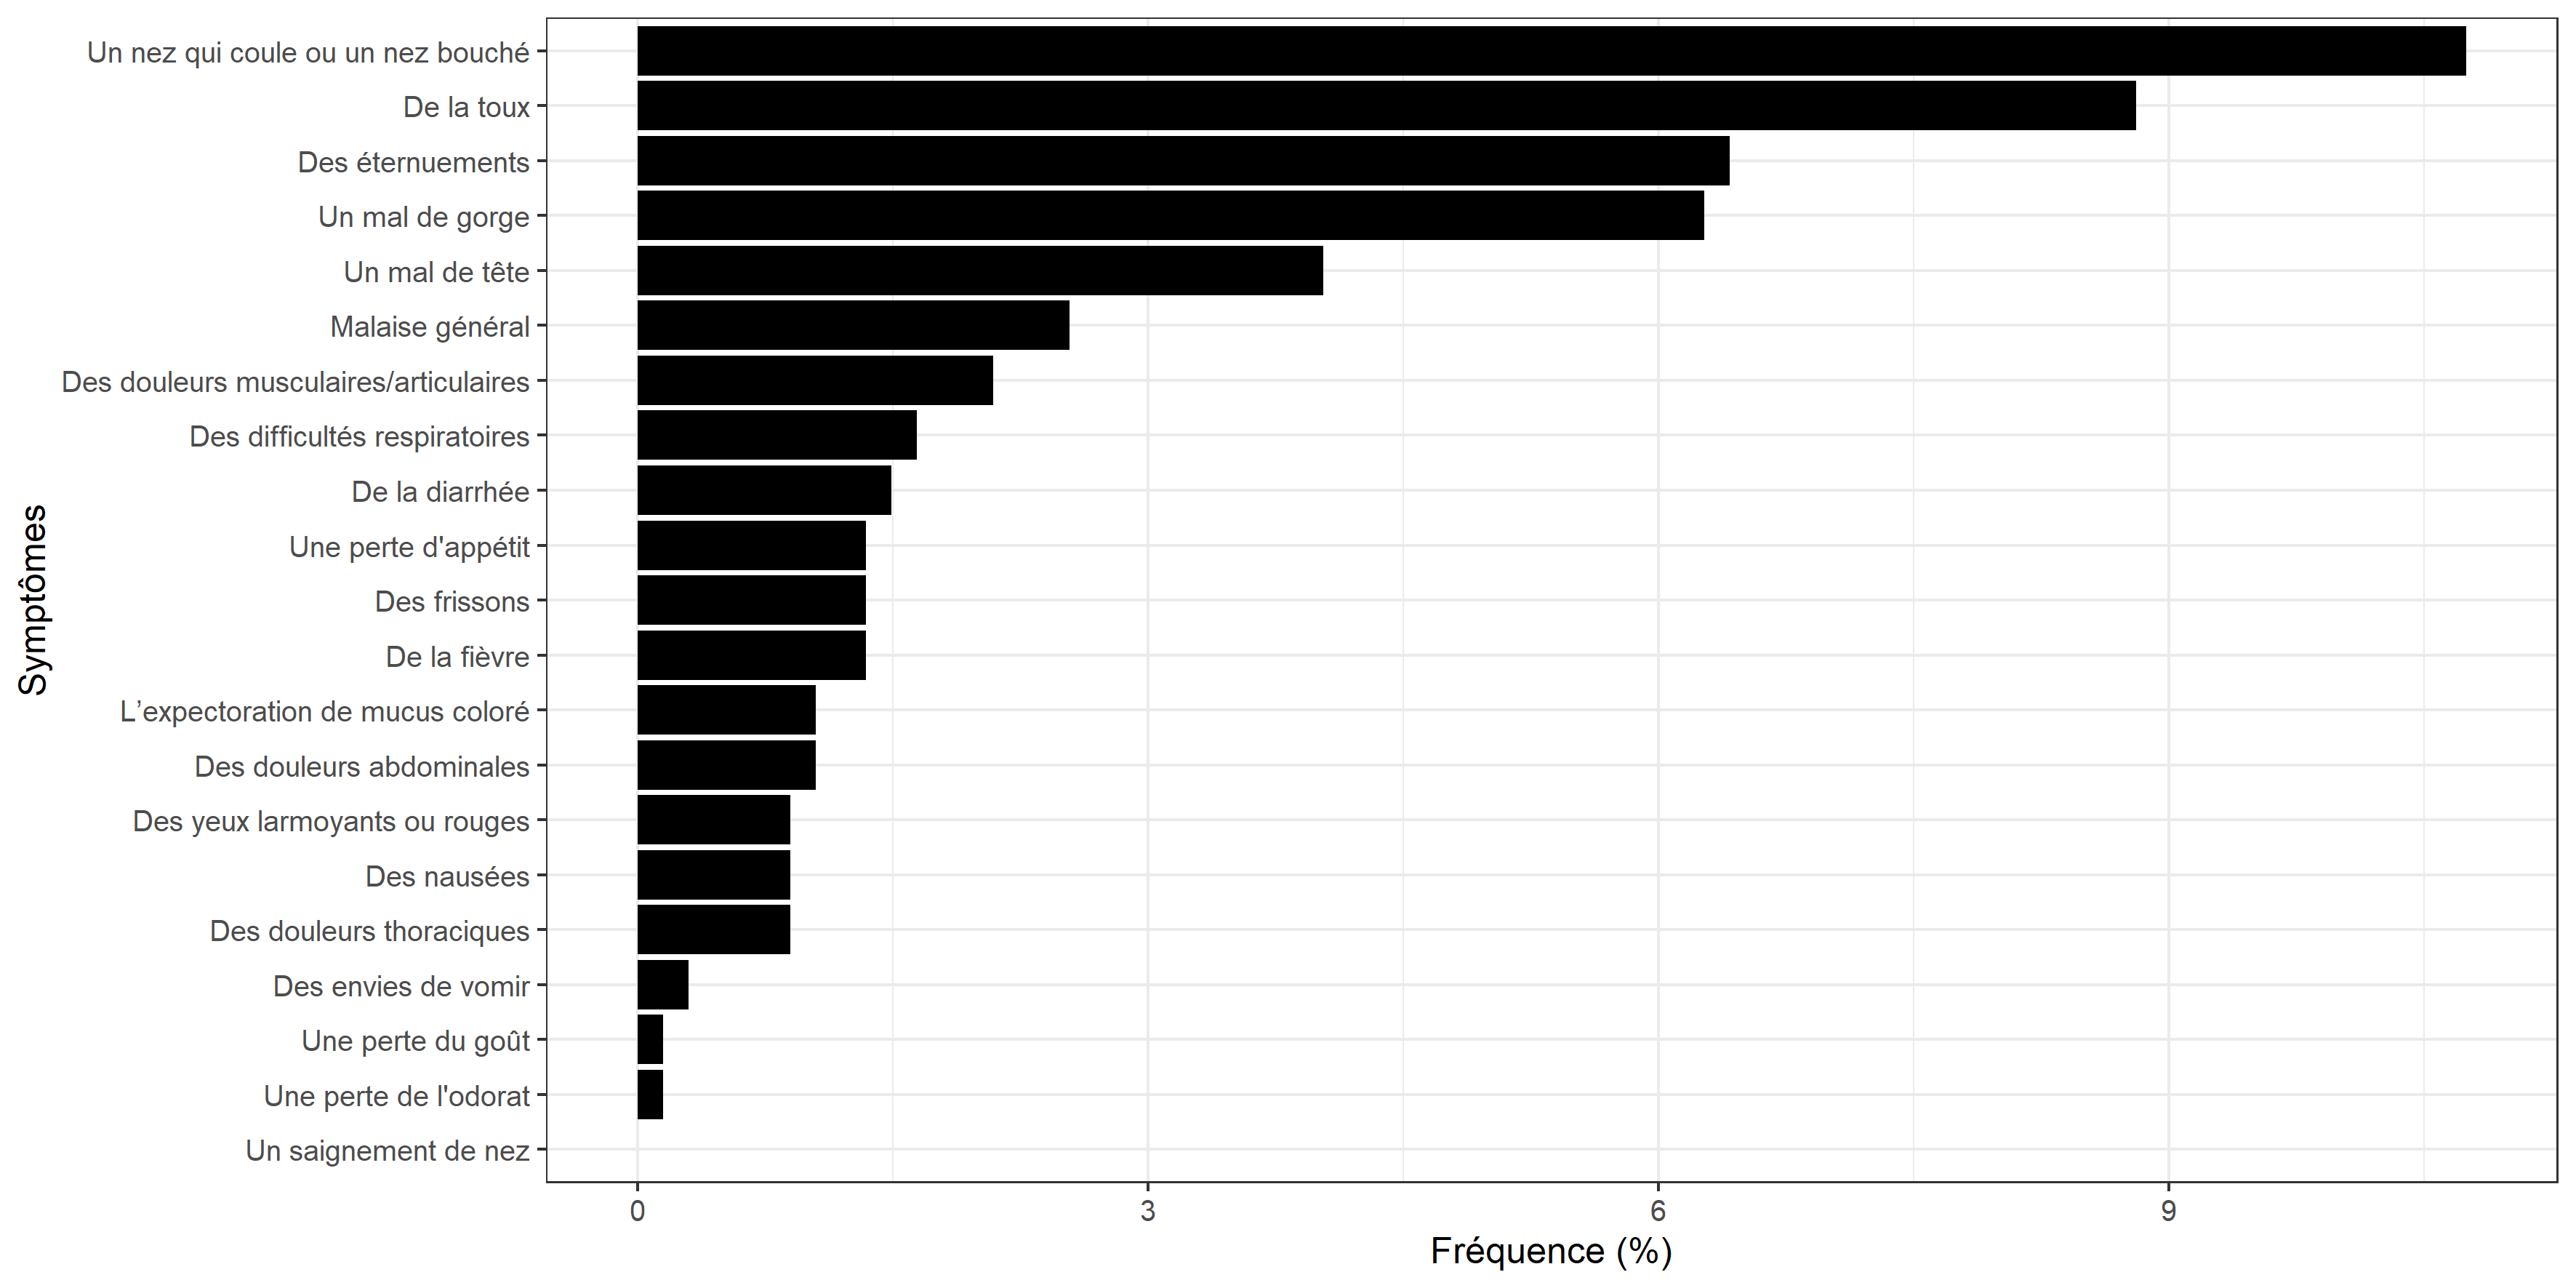 Un nez qui coule ou un nez bouché
De la toux
Des éternuements
Un mal de gorge
Un mal de tête
Malaise général
Des douleurs musculaires/articulaires
Des difficultés respiratoires
De la diarrhée
Une perte d'appétit
Des frissons
De la fièvre
L’expectoration de mucus coloré
Des douleurs abdominales
Des yeux larmoyants ou rouges
Des nausées
Des douleurs thoraciques
Des envies de vomir
Une perte du goût
Une perte de l'odorat
Un saignement de nez
Symptômes
0 3 6 9
Fréquence (%)